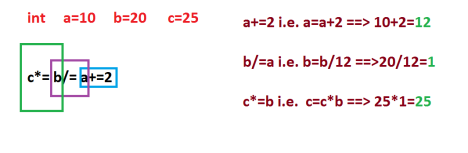 int a=10 b=20 c=25
a+=2 i.e. a=a+2 ==> 10+2=12
b/=a i.e. b=b/12 ==>20/12=1
c*= b/= a+=2
c*=b i.e. c=c*b ==> 25*1=25